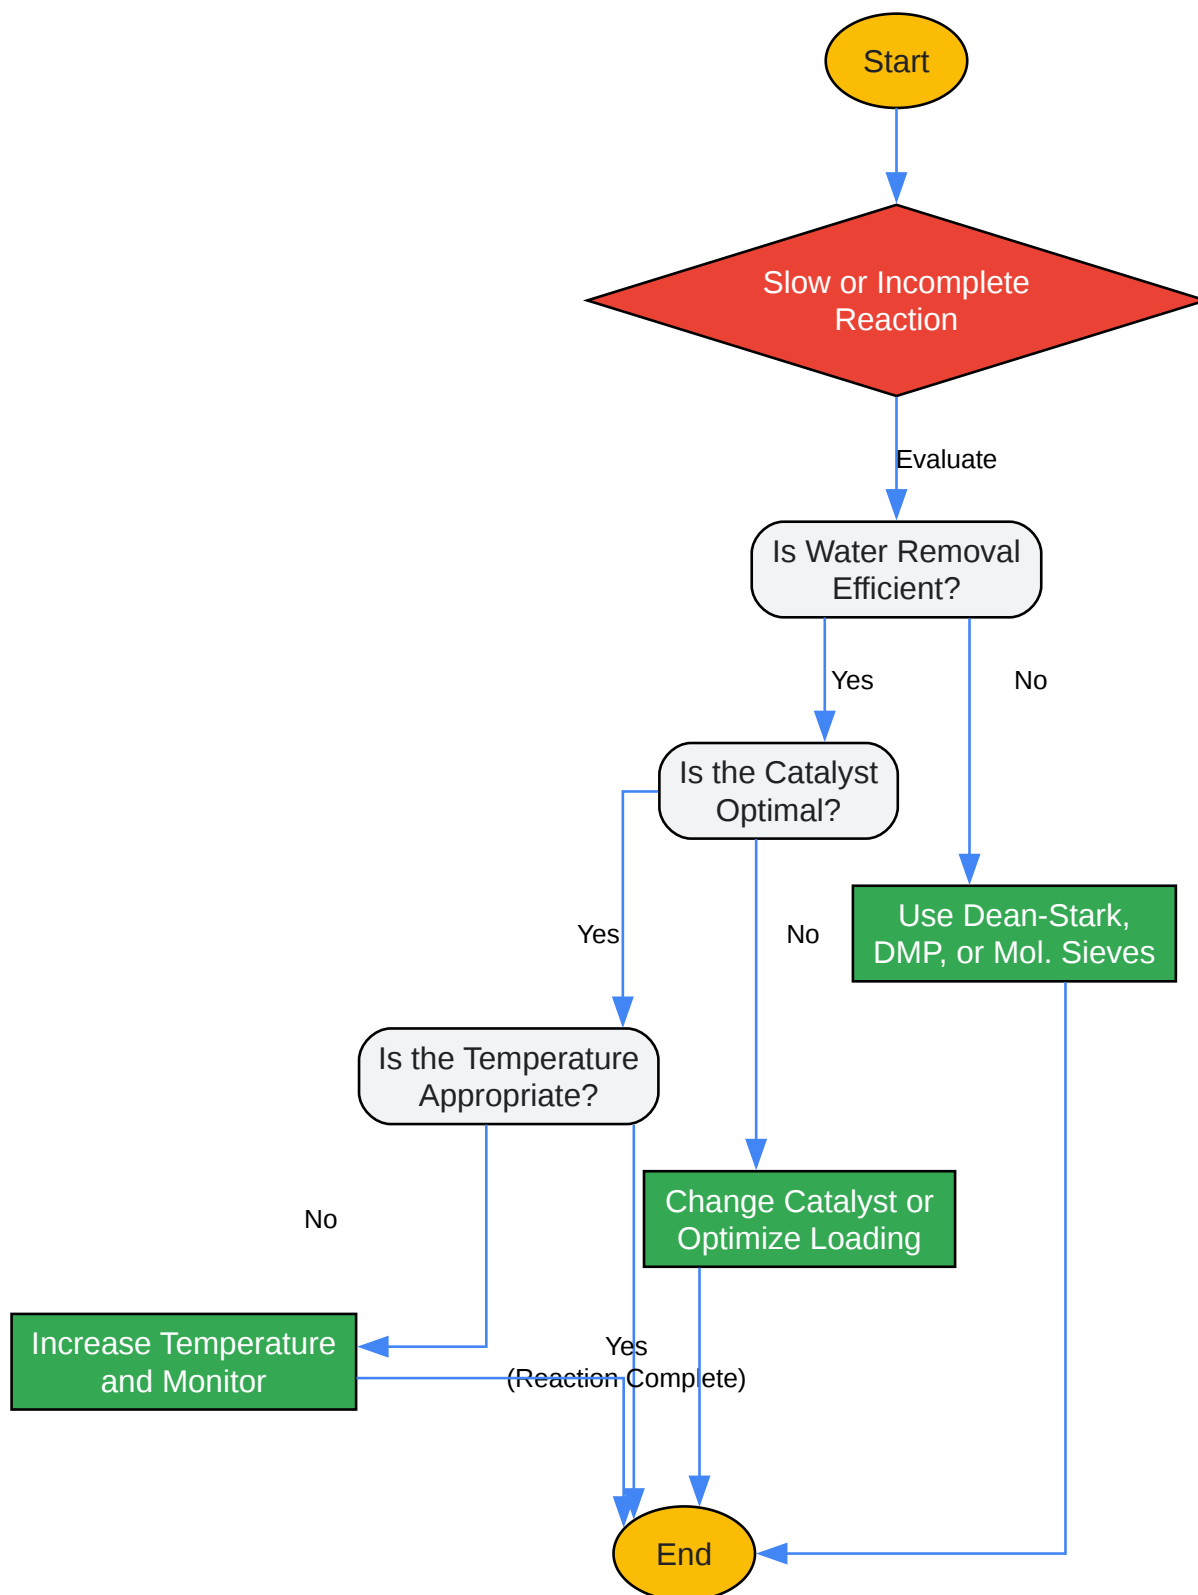 Start
Slow or Incomplete
Reaction
Evaluate
Is Water Removal
Efficient?
Yes
No
Is the Catalyst
Optimal?
Yes
No
Use Dean-Stark,
DMP, or Mol. Sieves
Is the Temperature
Appropriate?
No
Change Catalyst or
Optimize Loading
Increase Temperature
and Monitor
Yes
(Reaction Complete)
End